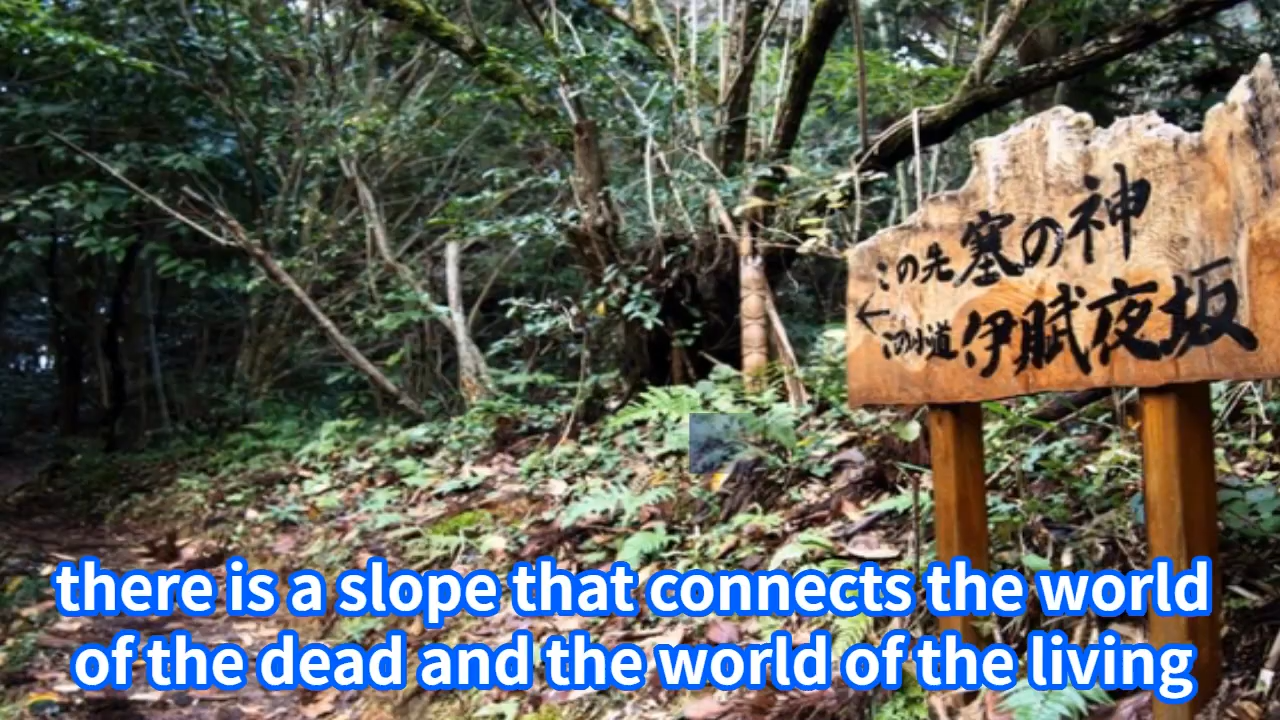 この先 塞の神
←
この小道 伊賦夜坂
there is a slope that connects the world
of the dead and the world of the living